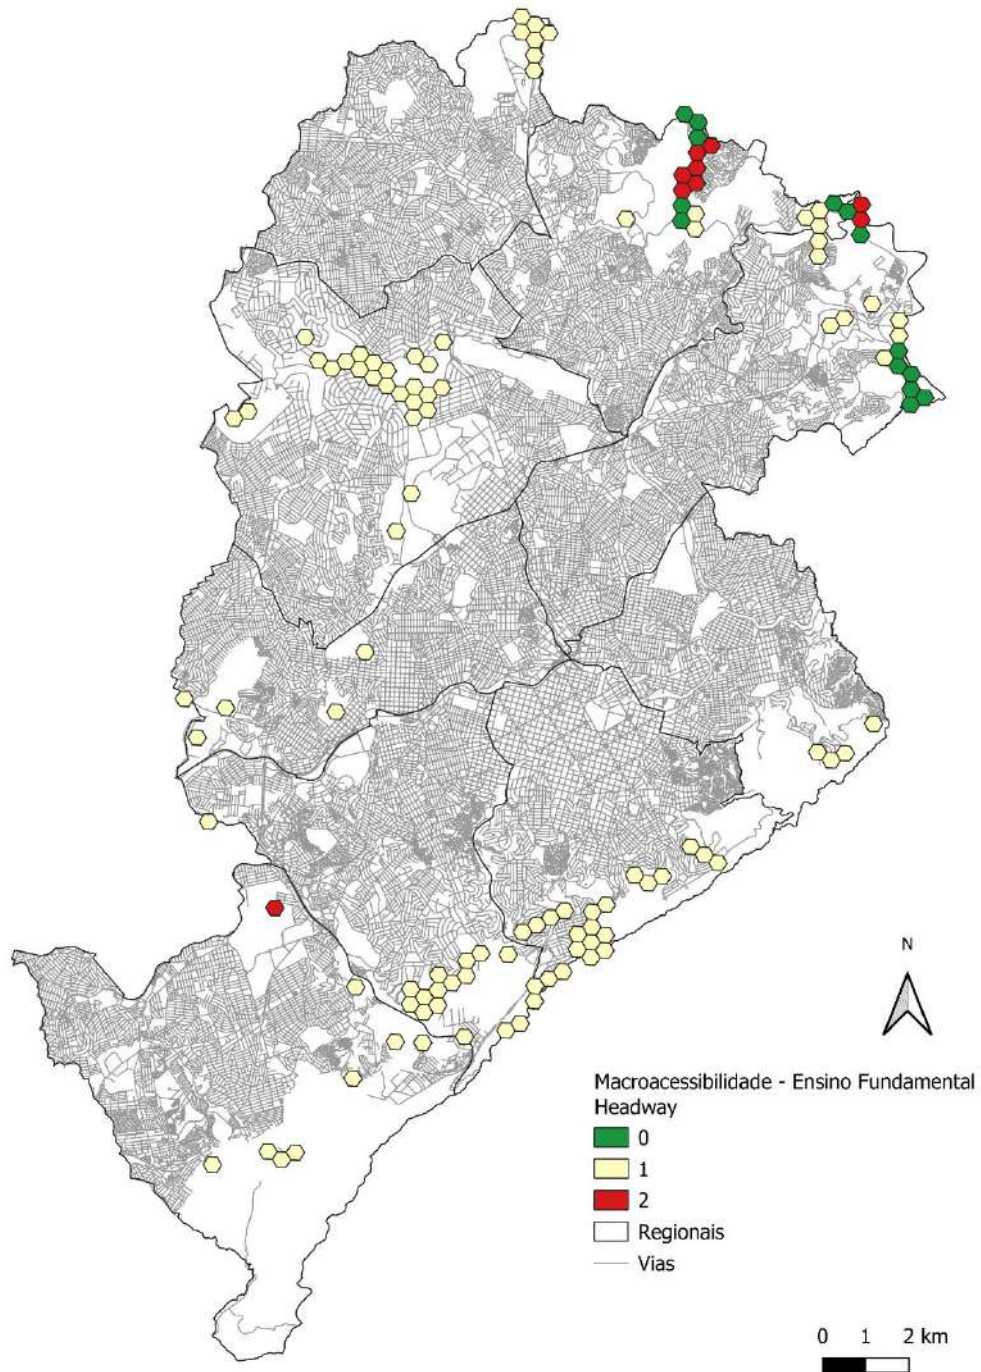 N
Macroacessibilidade - Ensino Fundamental
Headway
0
1
2
Regionais
Vias
0 1 2 km